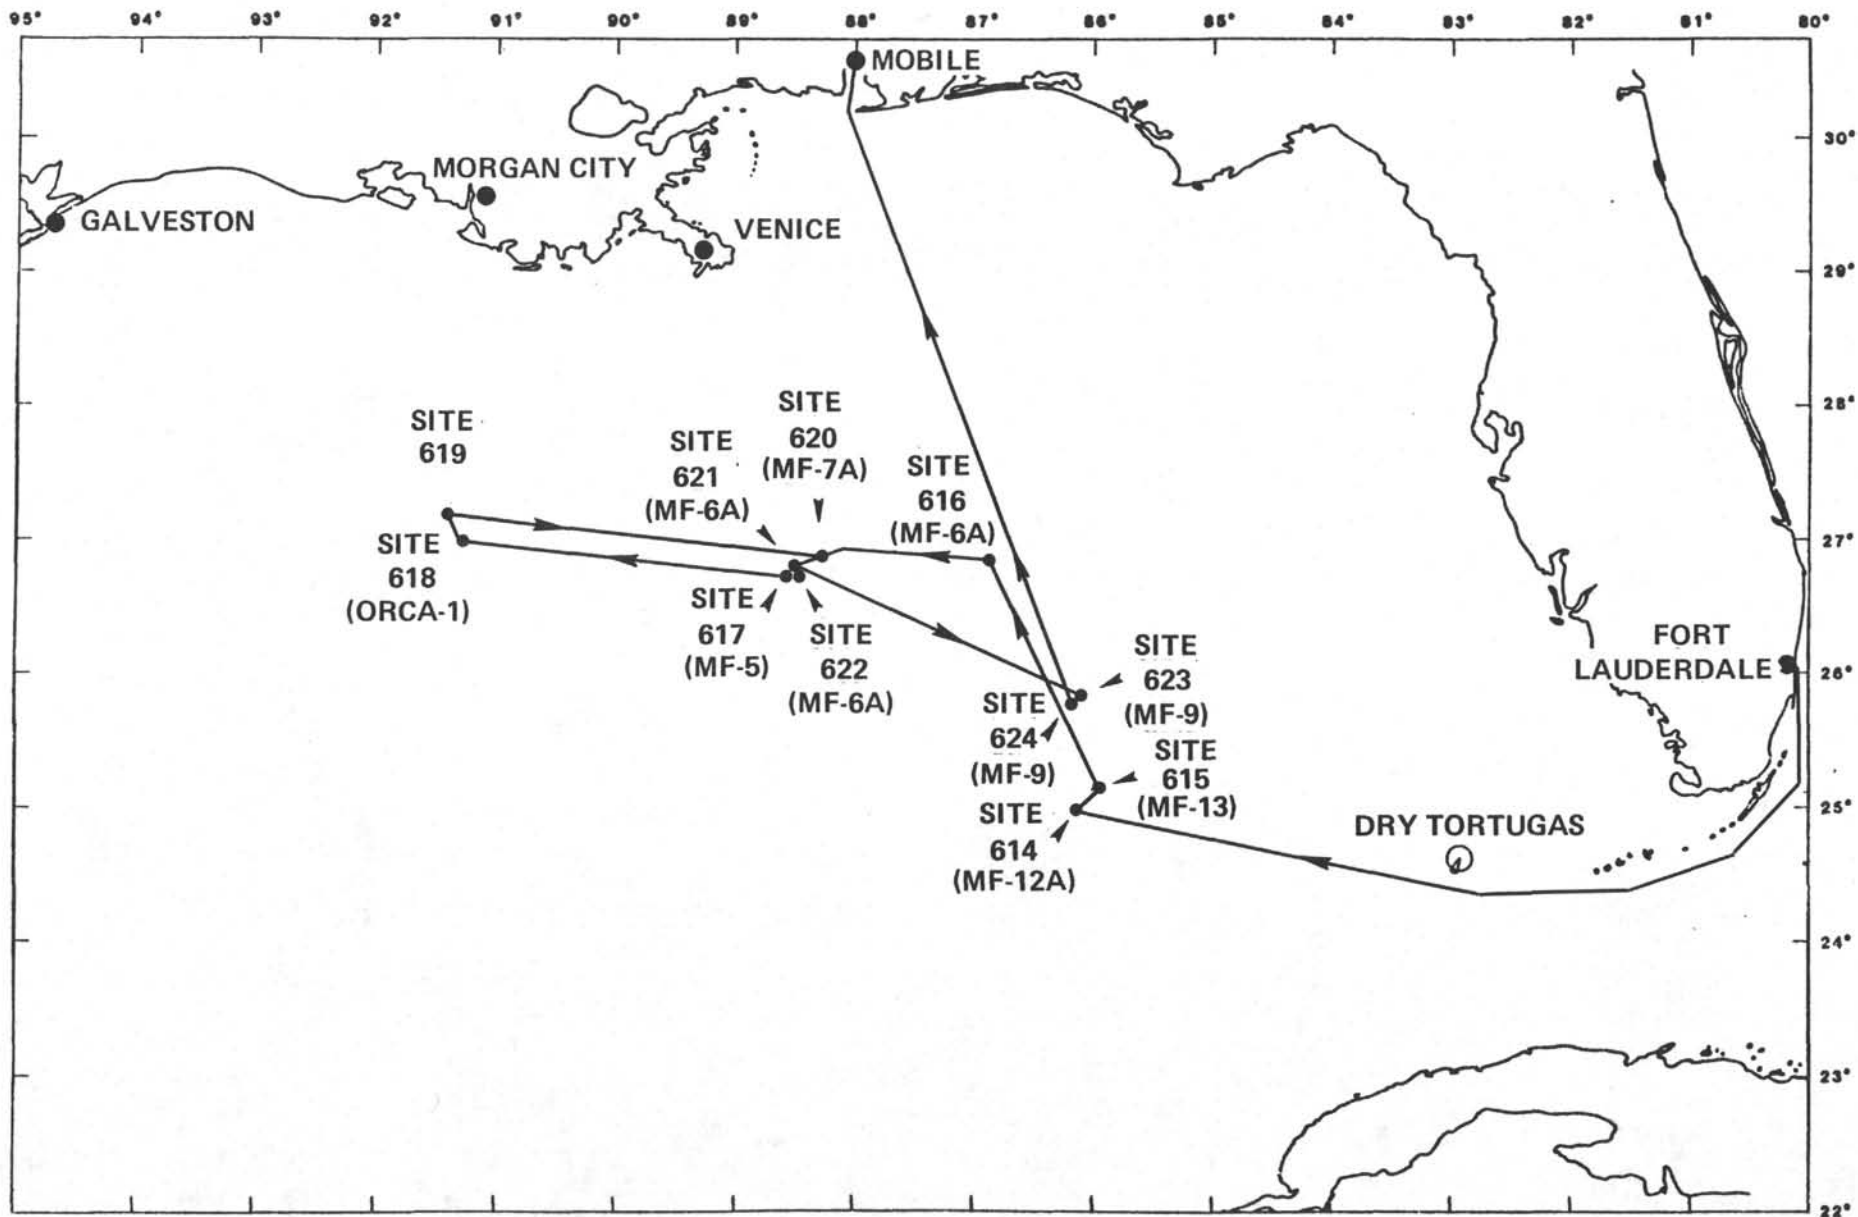 95° 94° 93° 92° 91° 90° 89° 88° 87° 86° 85° 84° 83° 82° 81° 80°
MOBILE
30°
MORGAN CITY
GALVESTON
VENICE
29°
28°
SITE
619
SITE
621
(MF-6A)
SITE
620
(MF-7A)
SITE
616
(MF-6A)
27°
SITE
618
(ORCA-1)
SITE
617
(MF-5)
SITE
622
(MF-6A)
SITE
623
(MF-9)
FORT
LAUDERDALE
26°
SITE
624
(MF-9)
SITE
615
(MF-13)
25°
SITE
614
(MF-12A)
DRY TORTUGAS
24°
23°
22°